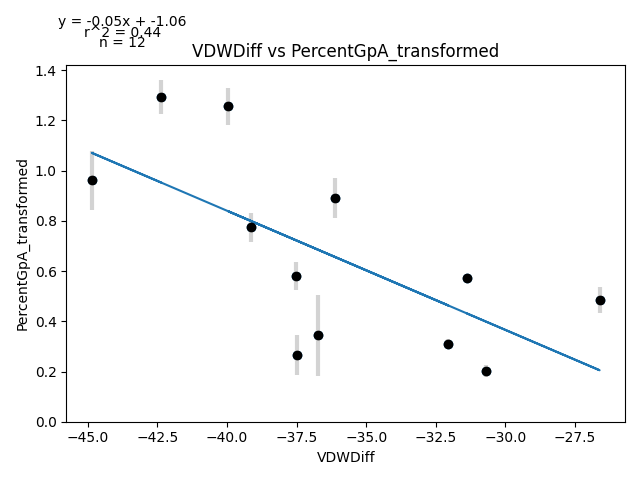 y = -0.05x + -1.06
r^2 = 0.44
n = 12
VDWDiff vs PercentGpA_transformed
PercentGpA_transformed
1.4
1.2
1.0
0.8
0.6
0.4
0.2
0.0
−45.0 −42.5 −40.0 −37.5 −35.0 −32.5 −30.0 −27.5
VDWDiff